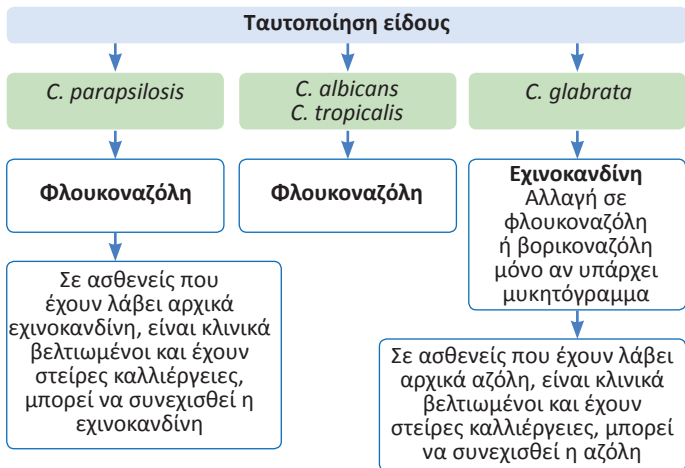 Ταυτοποίηση είδους
C. parapsilosis
C. albicans
C. tropicalis
C. glabrata
Φλουκοναζόλη
Φλουκοναζόλη
Εχινοκανδίνη
Αλλαγή σε
φλουκοναζόλη
ή βορικοναζόλη
μόνο αν υπάρχει
μυκητόγραμμα
Σε ασθενείς που
έχουν λάβει αρχικά
εχινοκανδίνη, είναι κλινικά
βελτιωμένοι και έχουν
στείρες καλλιέργειες,
μπορεί να συνεχισθεί η
εχινοκανδίνη
Σε ασθενείς που έχουν λάβει
αρχικά αζόλη, είναι κλινικά
βελτιωμένοι και έχουν
στείρες καλλιέργειες, μπορεί
να συνεχισθεί η αζόλη